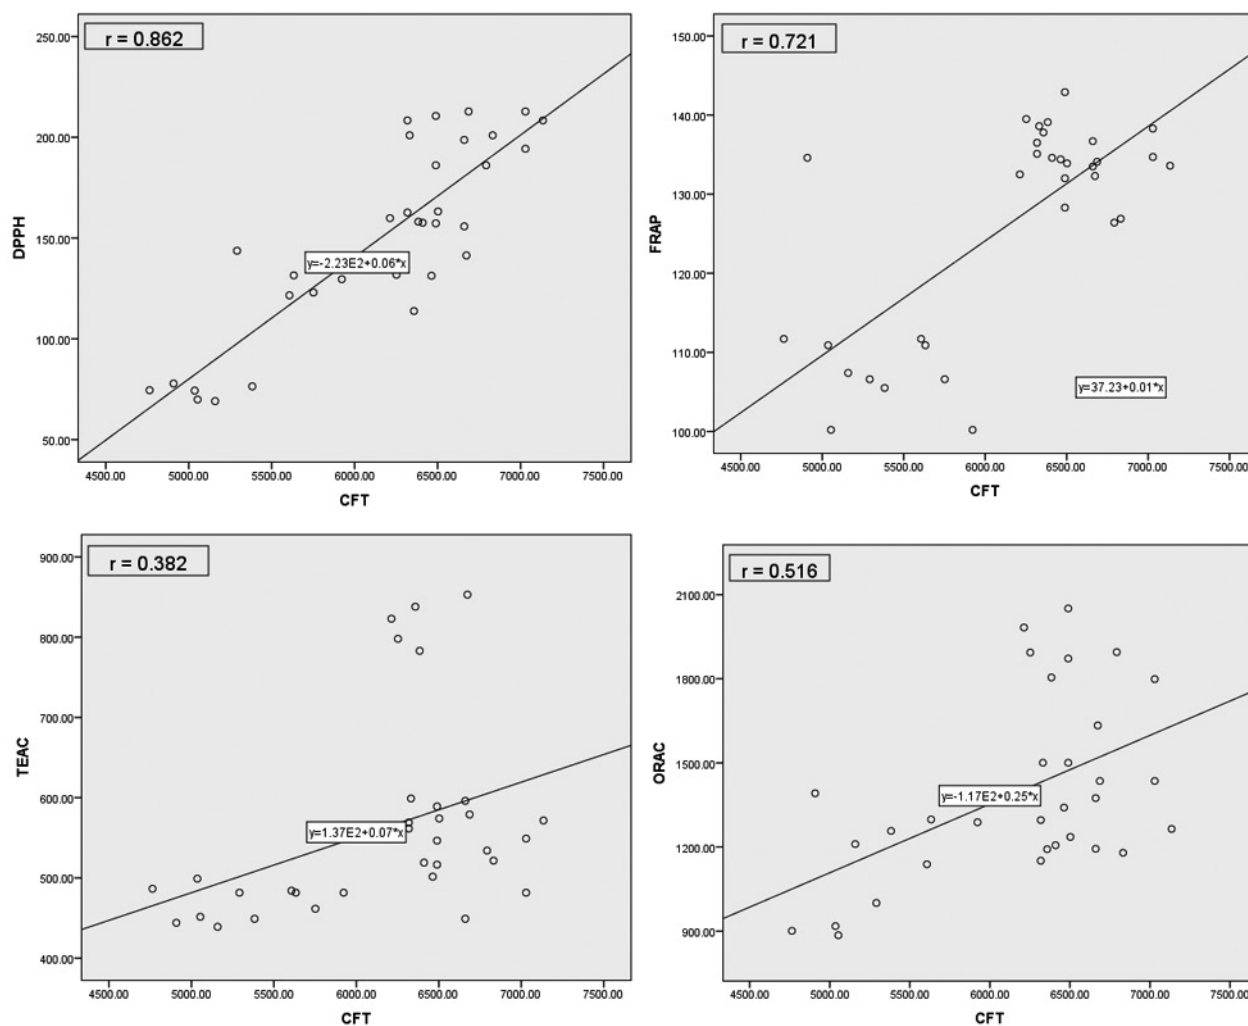 r = 0.862
250.00
200.00
150.00
100.00
50.00
DPPH
y=-2.23E2+0.06*x
4500.00 5000.00 5500.00 6000.00 6500.00 7000.00 7500.00
CFT
r = 0.721
150.00
140.00
130.00
120.00
110.00
100.00
FRAP
y=37.23+0.01*x
4500.00 5000.00 5500.00 6000.00 6500.00 7000.00 7500.00
CFT
r = 0.382
900.00
800.00
700.00
600.00
500.00
400.00
TEAC
y=1.37E2+0.07*x
4500.00 5000.00 5500.00 6000.00 6500.00 7000.00 7500.00
CFT
r = 0.516
2100.00
1800.00
1500.00
1200.00
900.00
ORAC
y=-1.17E2+0.25*x
4500.00 5000.00 5500.00 6000.00 6500.00 7000.00 7500.00
CFT